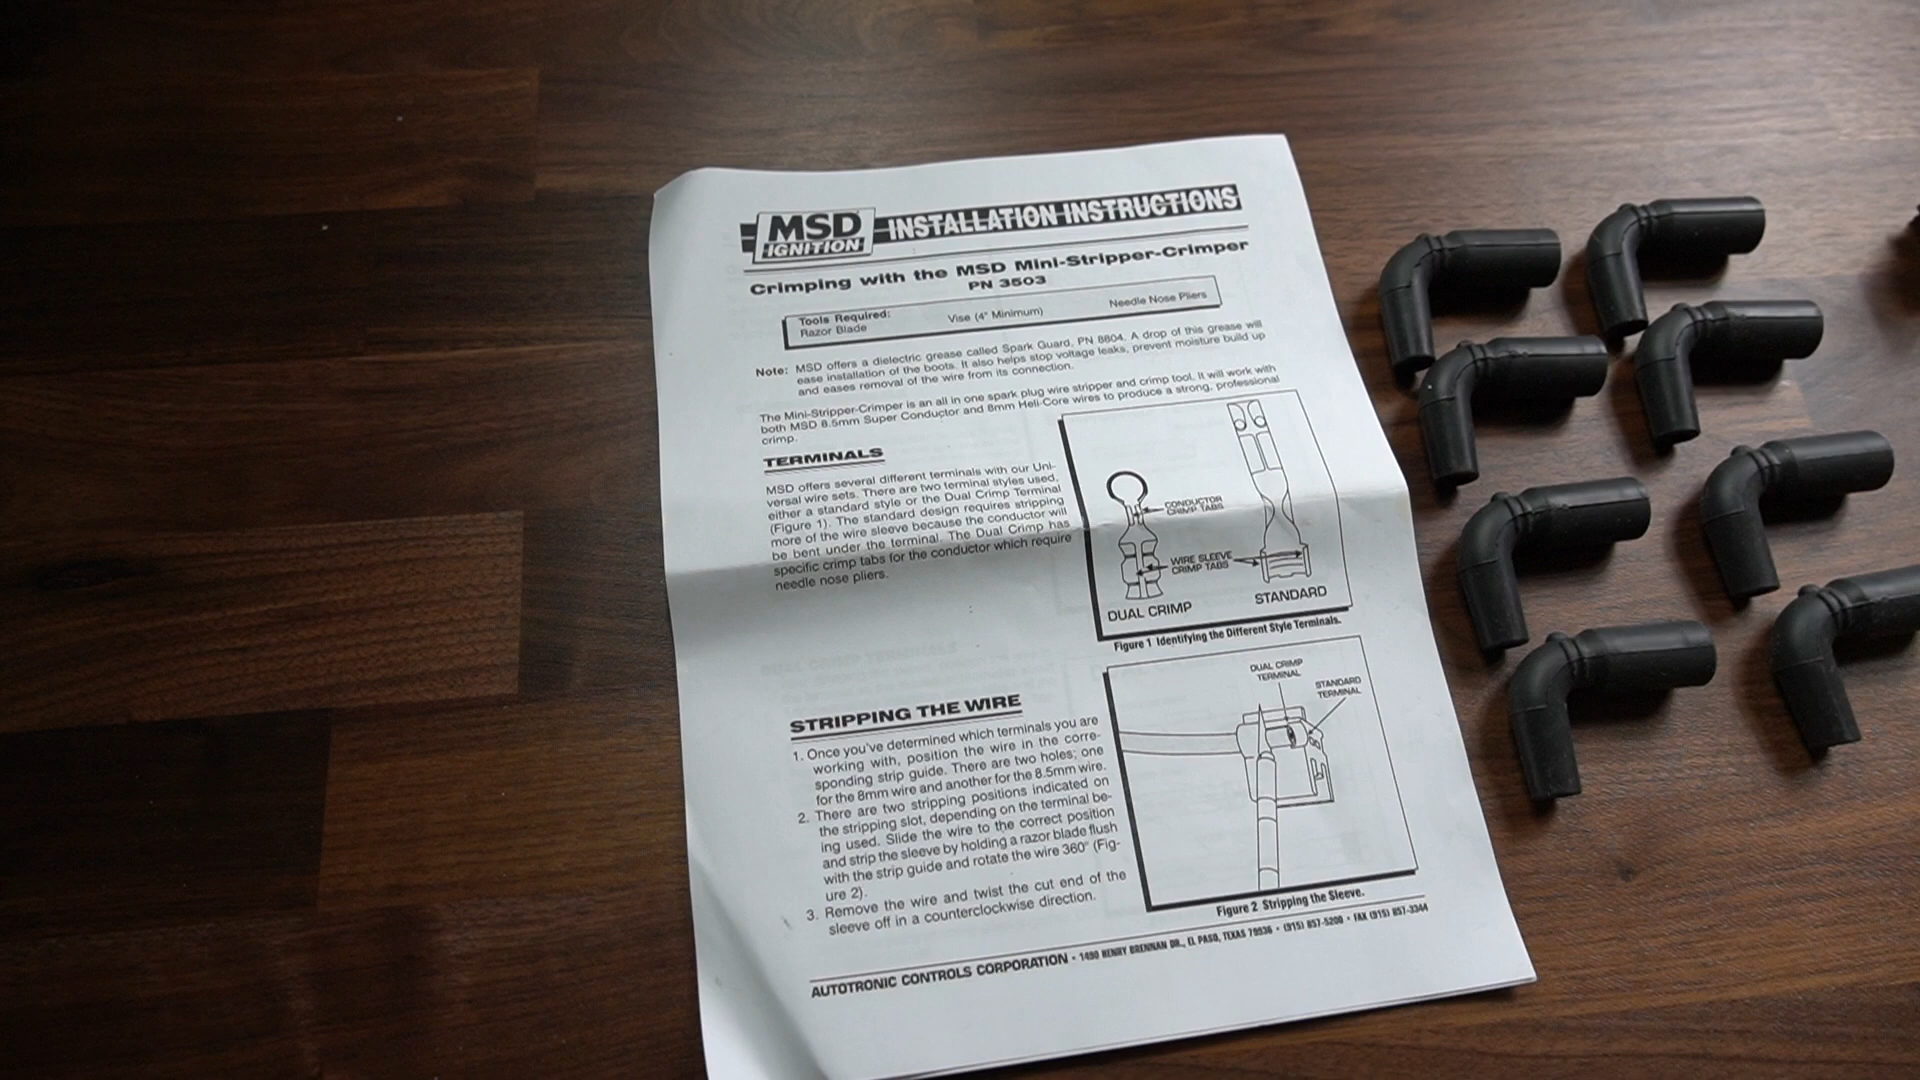 MSD
IGNITION
INSTALLATION INSTRUCTIONS
Crimping with the MSD Mini-Stripper-Crimper
PN 3503
Tools Required:
Razor Blade
Vise (4" Minimum)
Needle Nose Pliers
Note: MSD offers a dielectric grease called Spark Guard, PN 8804. A drop of this grease will
ease installation of the boots. It also helps stop voltage leaks, prevent moisture build up
and eases removal of the wire from its connection.
The Mini-Stripper-Crimper is an all in one spark plug wire stripper and crimp tool. It will work with
both MSD 8.5mm Super Conductor and 8mm Heli-Core wires to produce a strong, professional
crimp.
TERMINALS
MSD offers several different terminals with our Uni-
versal wire sets. There are two terminal styles used,
either a standard style or the Dual Crimp Terminal
(Figure 1). The standard design requires stripping
more of the wire sleeve because the conductor will
be bent under the terminal. The Dual Crimp has
specific crimp tabs for the conductor which require
needle nose pliers.
CONDUCTOR
CRIMP TABS
WIRE SLEEVE
CRIMP TABS
DUAL CRIMP
STANDARD
Figure 1 Identifying the Different Style Terminals.
STRIPPING THE WIRE
1. Once you've determined which terminals you are
working with, position the wire in the corre-
sponding strip guide. There are two holes; one
for the 8mm wire and another for the 8.5mm wire.
2. There are two stripping positions indicated on
the stripping slot, depending on the terminal be-
ing used. Slide the wire to the correct position
and strip the sleeve by holding a razor blade flush
with the strip guide and rotate the wire 360° (Fig-
ure 2).
3. Remove the wire and twist the cut end of the
sleeve off in a counterclockwise direction.
DUAL CRIMP
TERMINAL
STANDARD
TERMINAL
Figure 2 Stripping the Sleeve.
AUTOTRONIC CONTROLS CORPORATION • 1490 HENRY BRENNAN DR., EL PASO, TEXAS 79936 • (915) 857-5200 • FAX (915) 857-3344